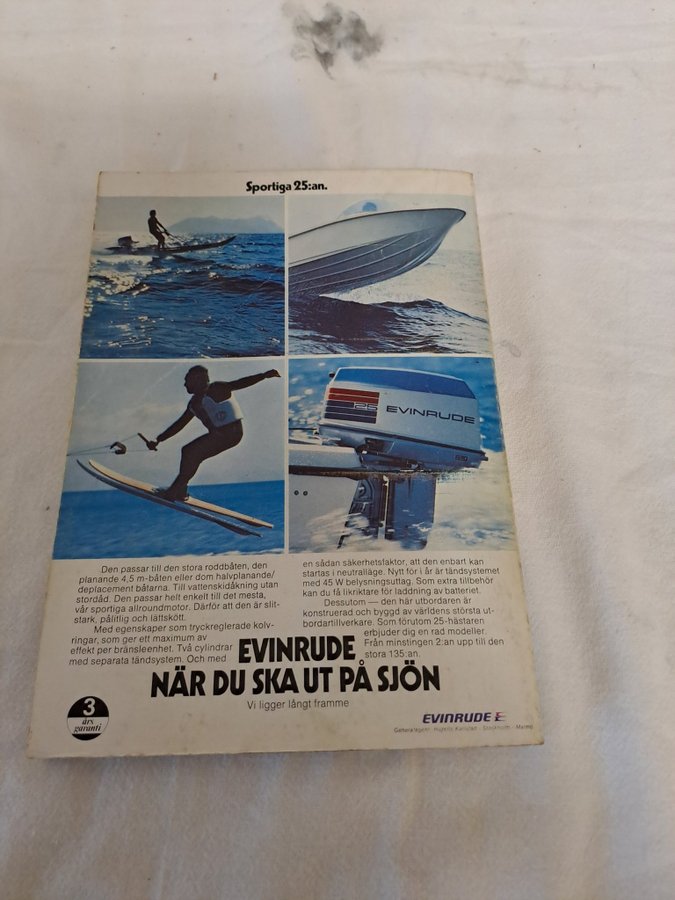 Sportiga 25:an.
25 EVINRUDE
Den passar till den stora roddbåten, den
planande 4,5 m-båten eller dom halvplanande/
deplacement båtarna. Till vattenskidåkning utan
stordåd. Den passar helt enkelt till det mesta,
vår sportiga allroundmotor. Därför att den är slit-
stark, pålitlig och lättskött.
Med egenskaper som tryckreglerade kolv-
ringar, som ger ett maximum av
effekt per bränsleenhet. Två cylindrar
med separata tändsystem. Och med
en sådan säkerhetsfaktor, att den enbart kan
startas i neutralläge. Nytt för i år är tändsystemet
med 45 W belysningsuttag. Som extra tillbehör
kan du få likriktare för laddning av batteriet.
Dessutom — den här utbordaren är
konstruerad och byggd av världens största ut-
bordartillverkare. Som förutom 25-hästaren
erbjuder dig en rad modeller.
Från minstingen 2:an upp till den
stora 135:an.
EVINRUDE
NÄR DU SKA UT PÅ SJÖN
Vi ligger långt framme
3
års
garanti
EVINRUDE E
Generalagent: Karlstad - Stockholm - Malmö